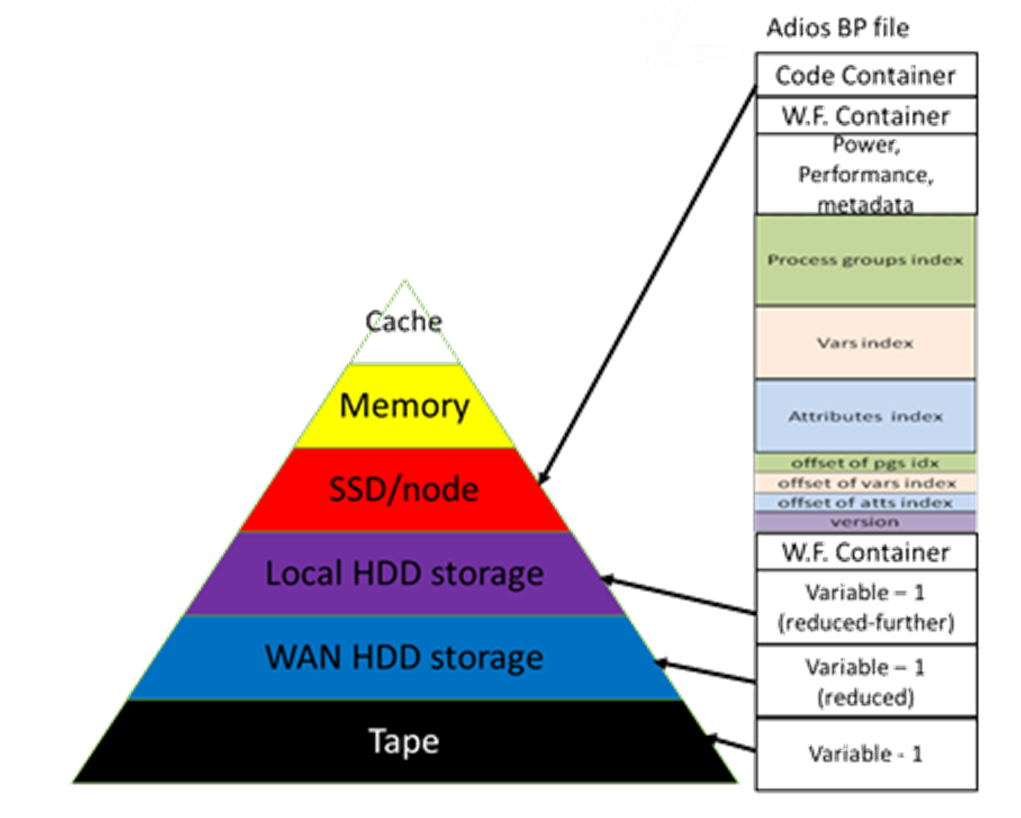 Adios BP file
Code Container
W.F. Container
Power,
Performance,
metadata
Process groups index
Vars index
Attributes index
offset of pgs idx
offset of vars index
offset of atts index
version
W.F. Container
Variable – 1
(reduced-further)
Variable – 1
(reduced)
Variable - 1
Cache
Memory
SSD/node
Local HDD storage
WAN HDD storage
Tape